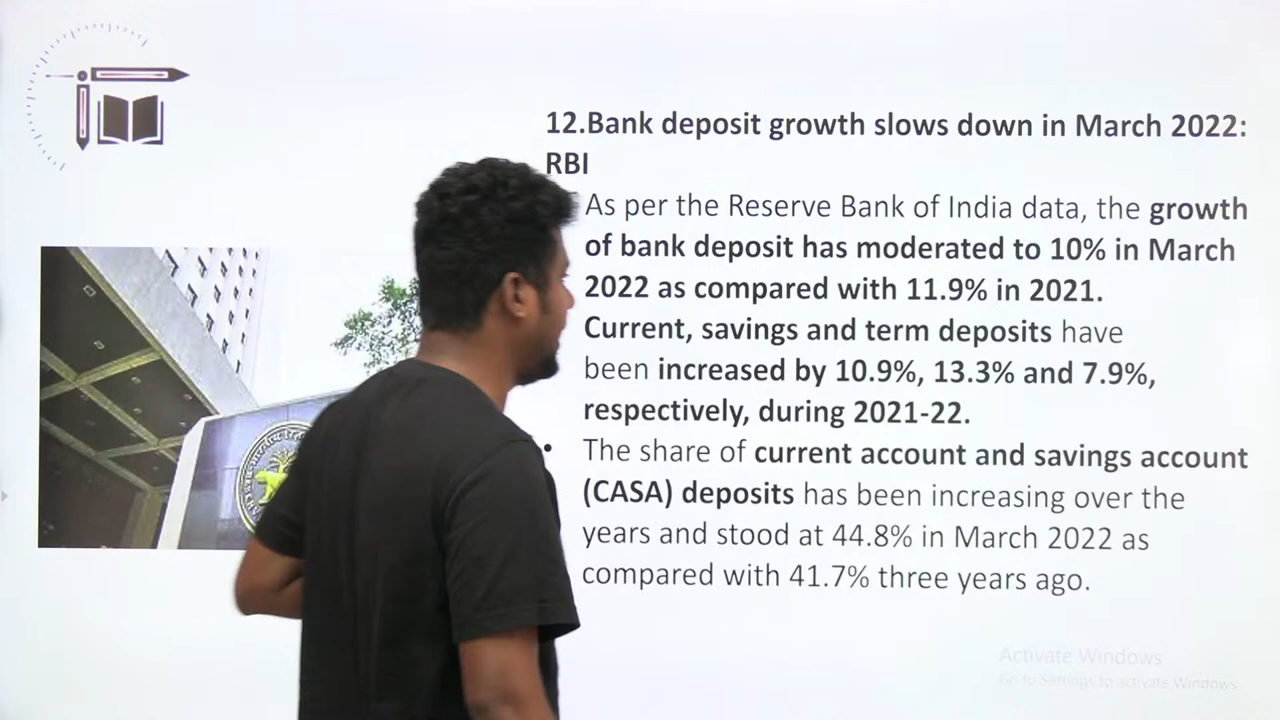 12.Bank deposit growth slows down in March 2022:
RBI
As per the Reserve Bank of India data, the growth
of bank deposit has moderated to 10% in March
2022 as compared with 11.9% in 2021.
Current, savings and term deposits have
been increased by 10.9%, 13.3% and 7.9%,
respectively, during 2021-22.
• The share of current account and savings account
(CASA) deposits has been increasing over the
years and stood at 44.8% in March 2022 as
compared with 41.7% three years ago.
Activate Windows
Go to Settings to activate Windows.